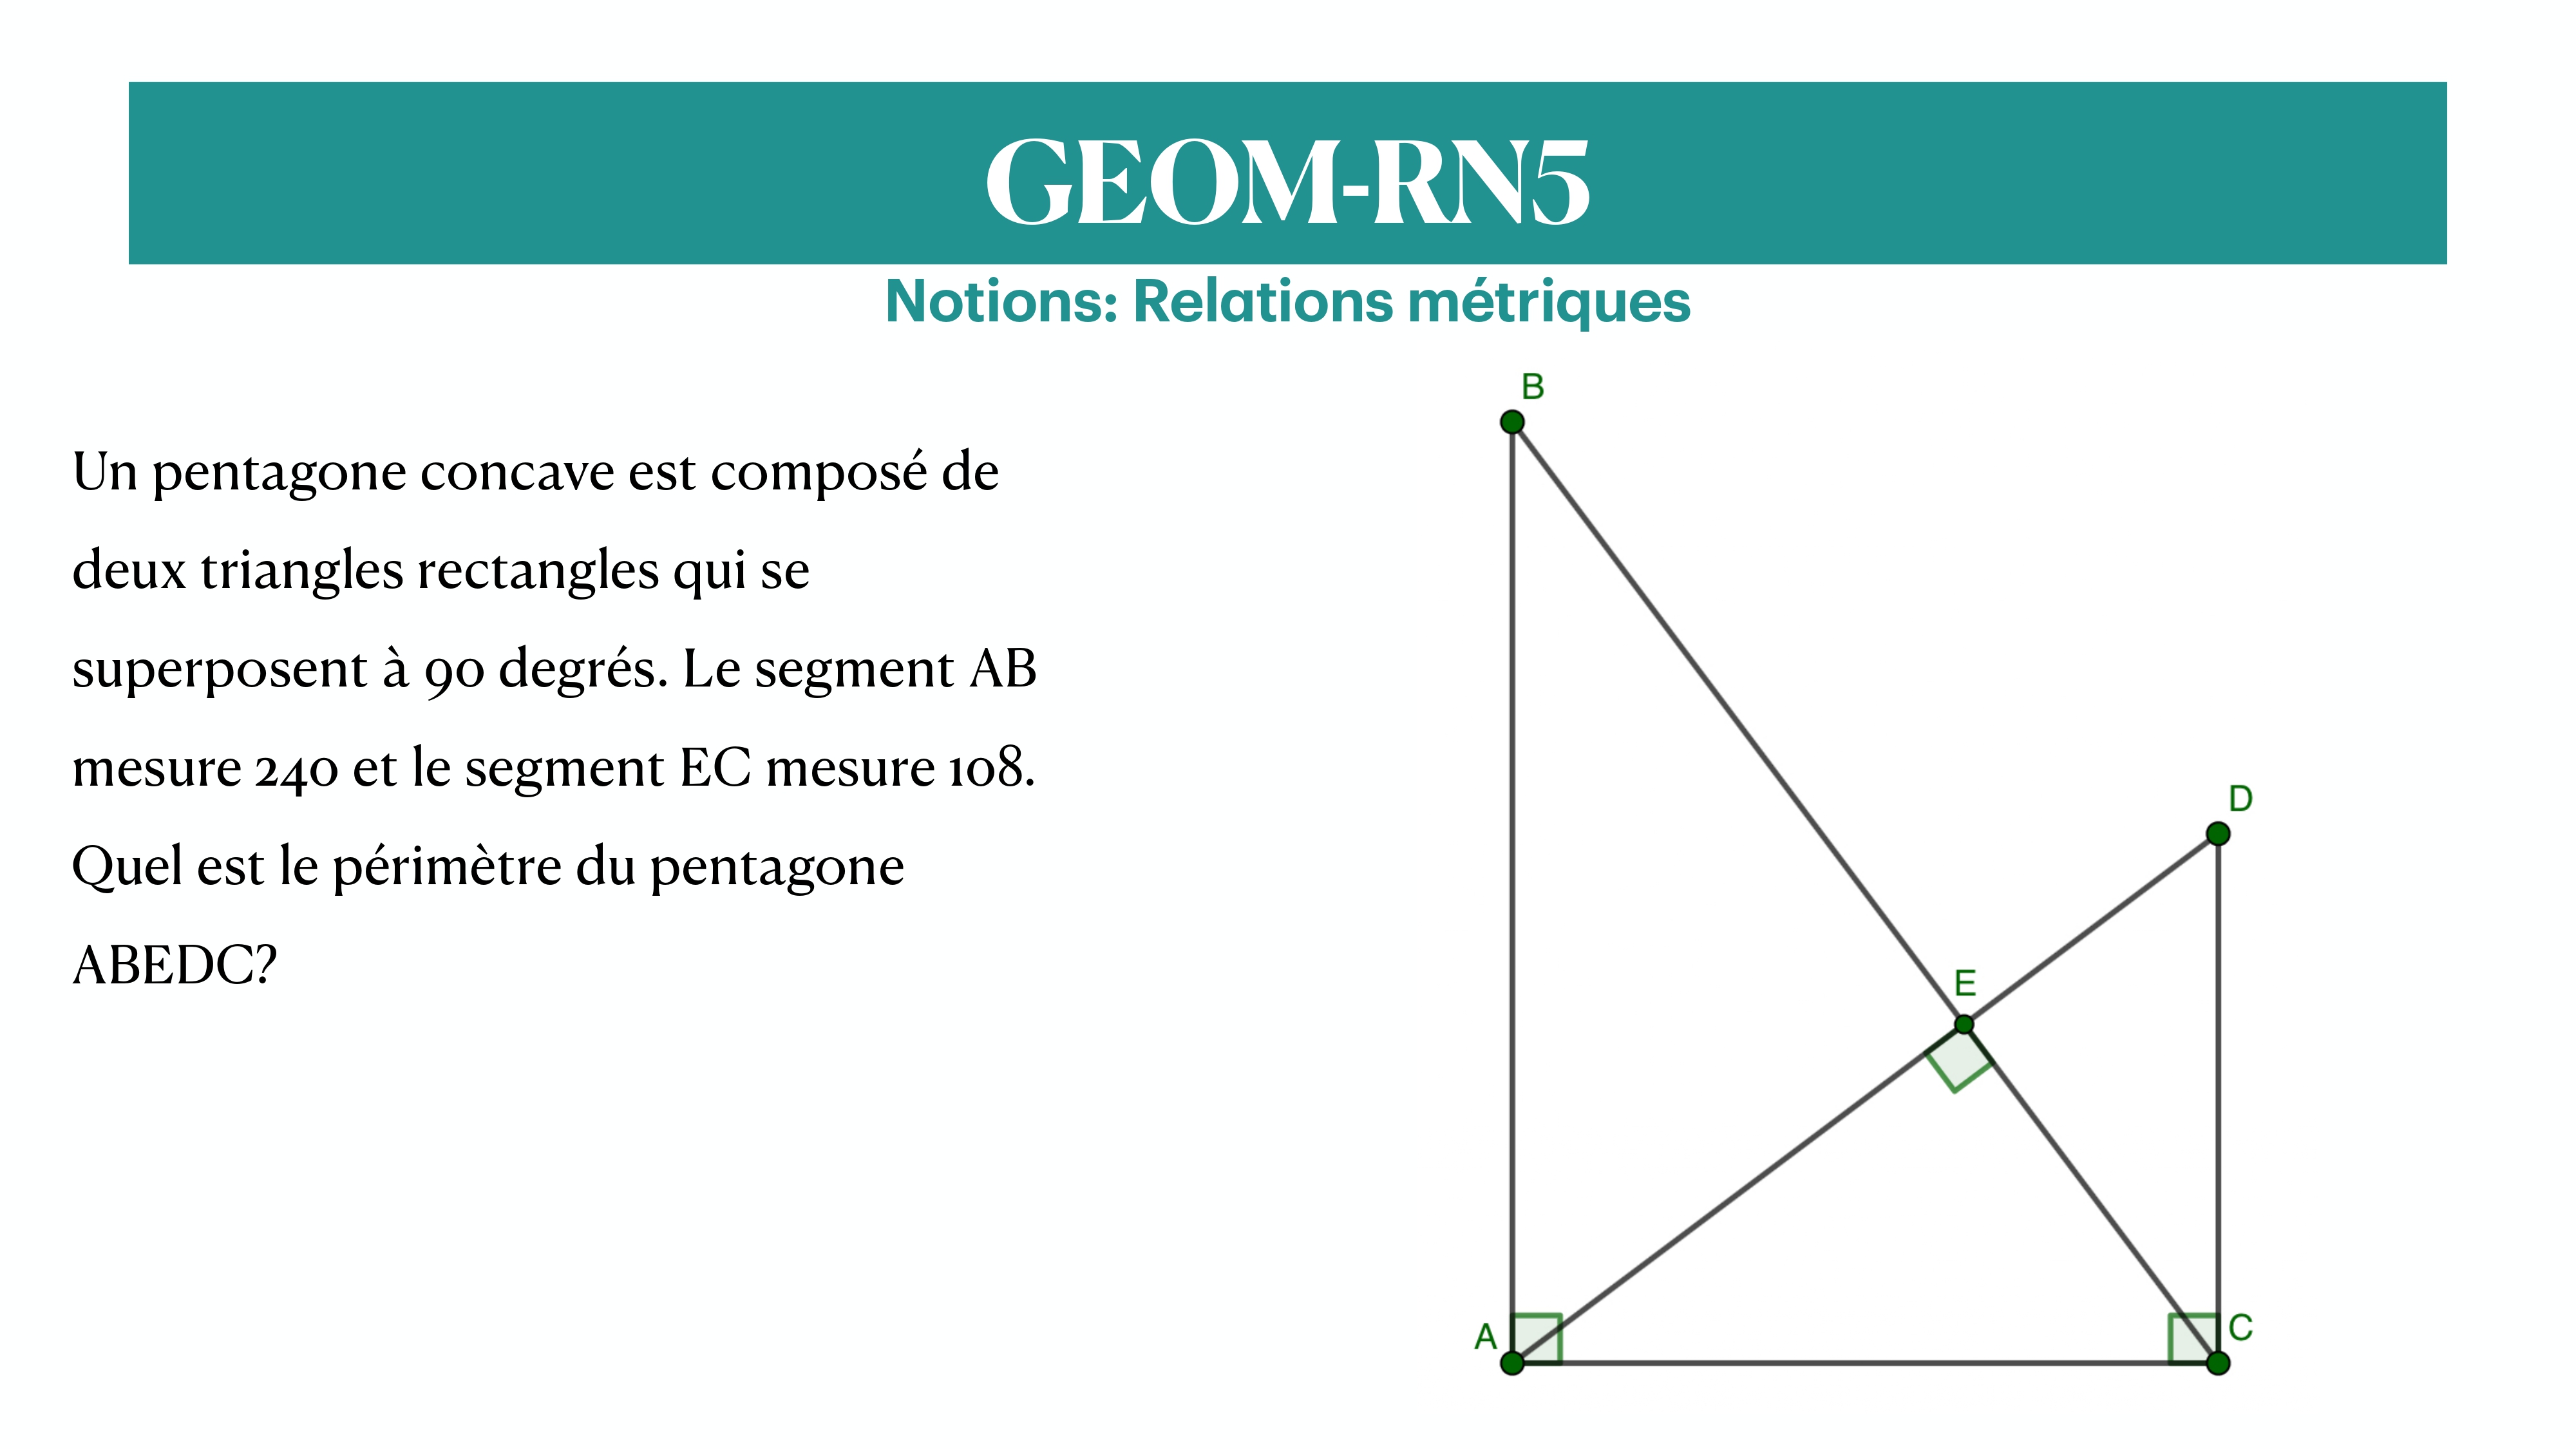 GEOM-RN5
Notions: Relations métriques
Un pentagone concave est composé de
deux triangles rectangles qui se
superposent à 90 degrés. Le segment AB
mesure 240 et le segment EC mesure 108.
Quel est le périmètre du pentagone
ABEDC?
B
D
E
A
C